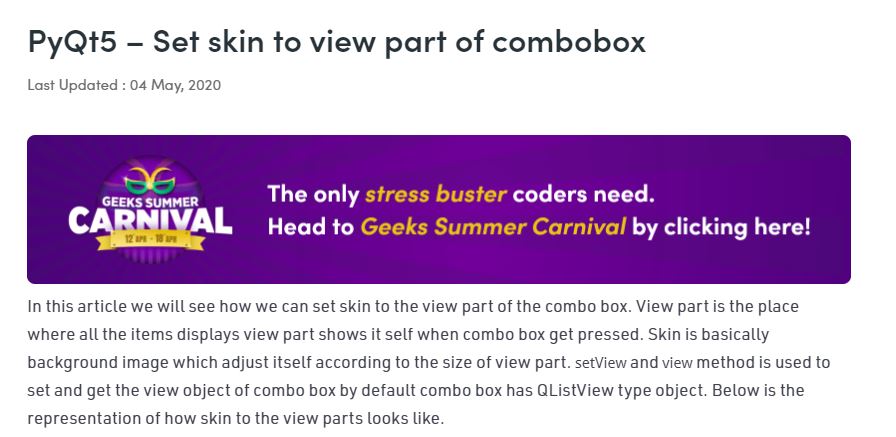 PyQt5 – Set skin to view part of combobox
Last Updated : 04 May, 2020
GEEKS SUMMER
CARNIVAL
12 APR - 18 APR
The only stress buster coders need.
Head to Geeks Summer Carnival by clicking here!
In this article we will see how we can set skin to the view part of the combo box. View part is the place
where all the items displays view part shows it self when combo box get pressed. Skin is basically
background image which adjust itself according to the size of view part. setView and view method is used to
set and get the view object of combo box by default combo box has QListView type object. Below is the
representation of how skin to the view parts looks like.